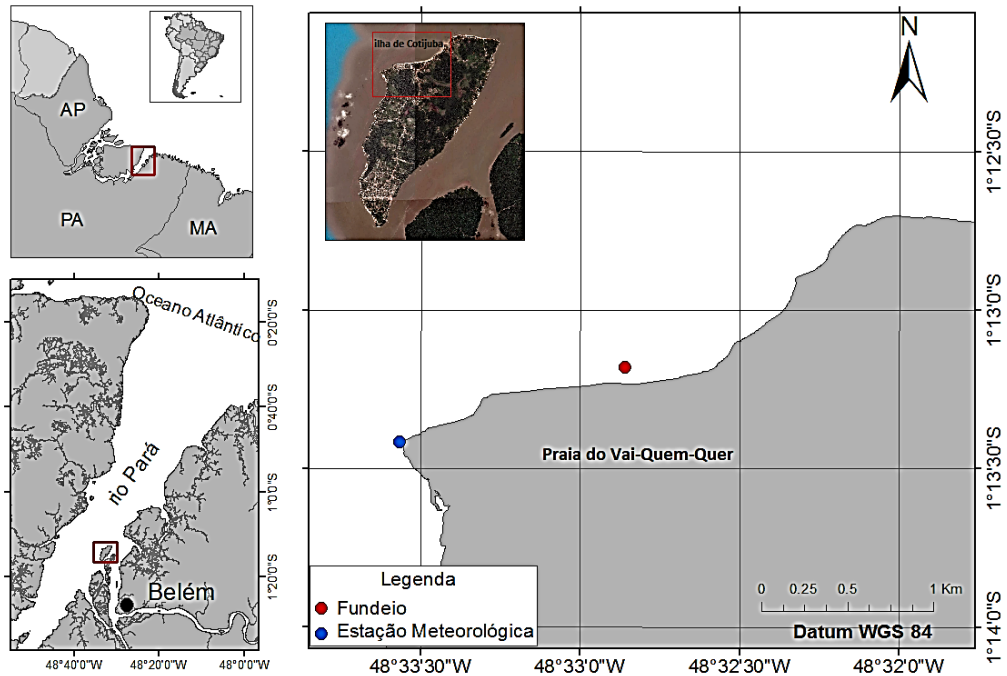 AP
PA
MA
Oceano Atlântico
rio Pará
Belém
0°20'0"S
0°40'0"S
1°0'0"S
1°20'0"S
48°40'0"W
48°20'0"W
48°0'0"W
ilha de Cotijuba
N
Praia do Vai-Quem-Quer
Legenda
Fundeio
Estação Meteorológica
0 0.25 0.5 1 Km
Datum WGS 84
1°12'30"S
1°13'0"S
1°13'30"S
1°14'0"S
48°33'30"W
48°33'0"W
48°32'30"W
48°32'0"W